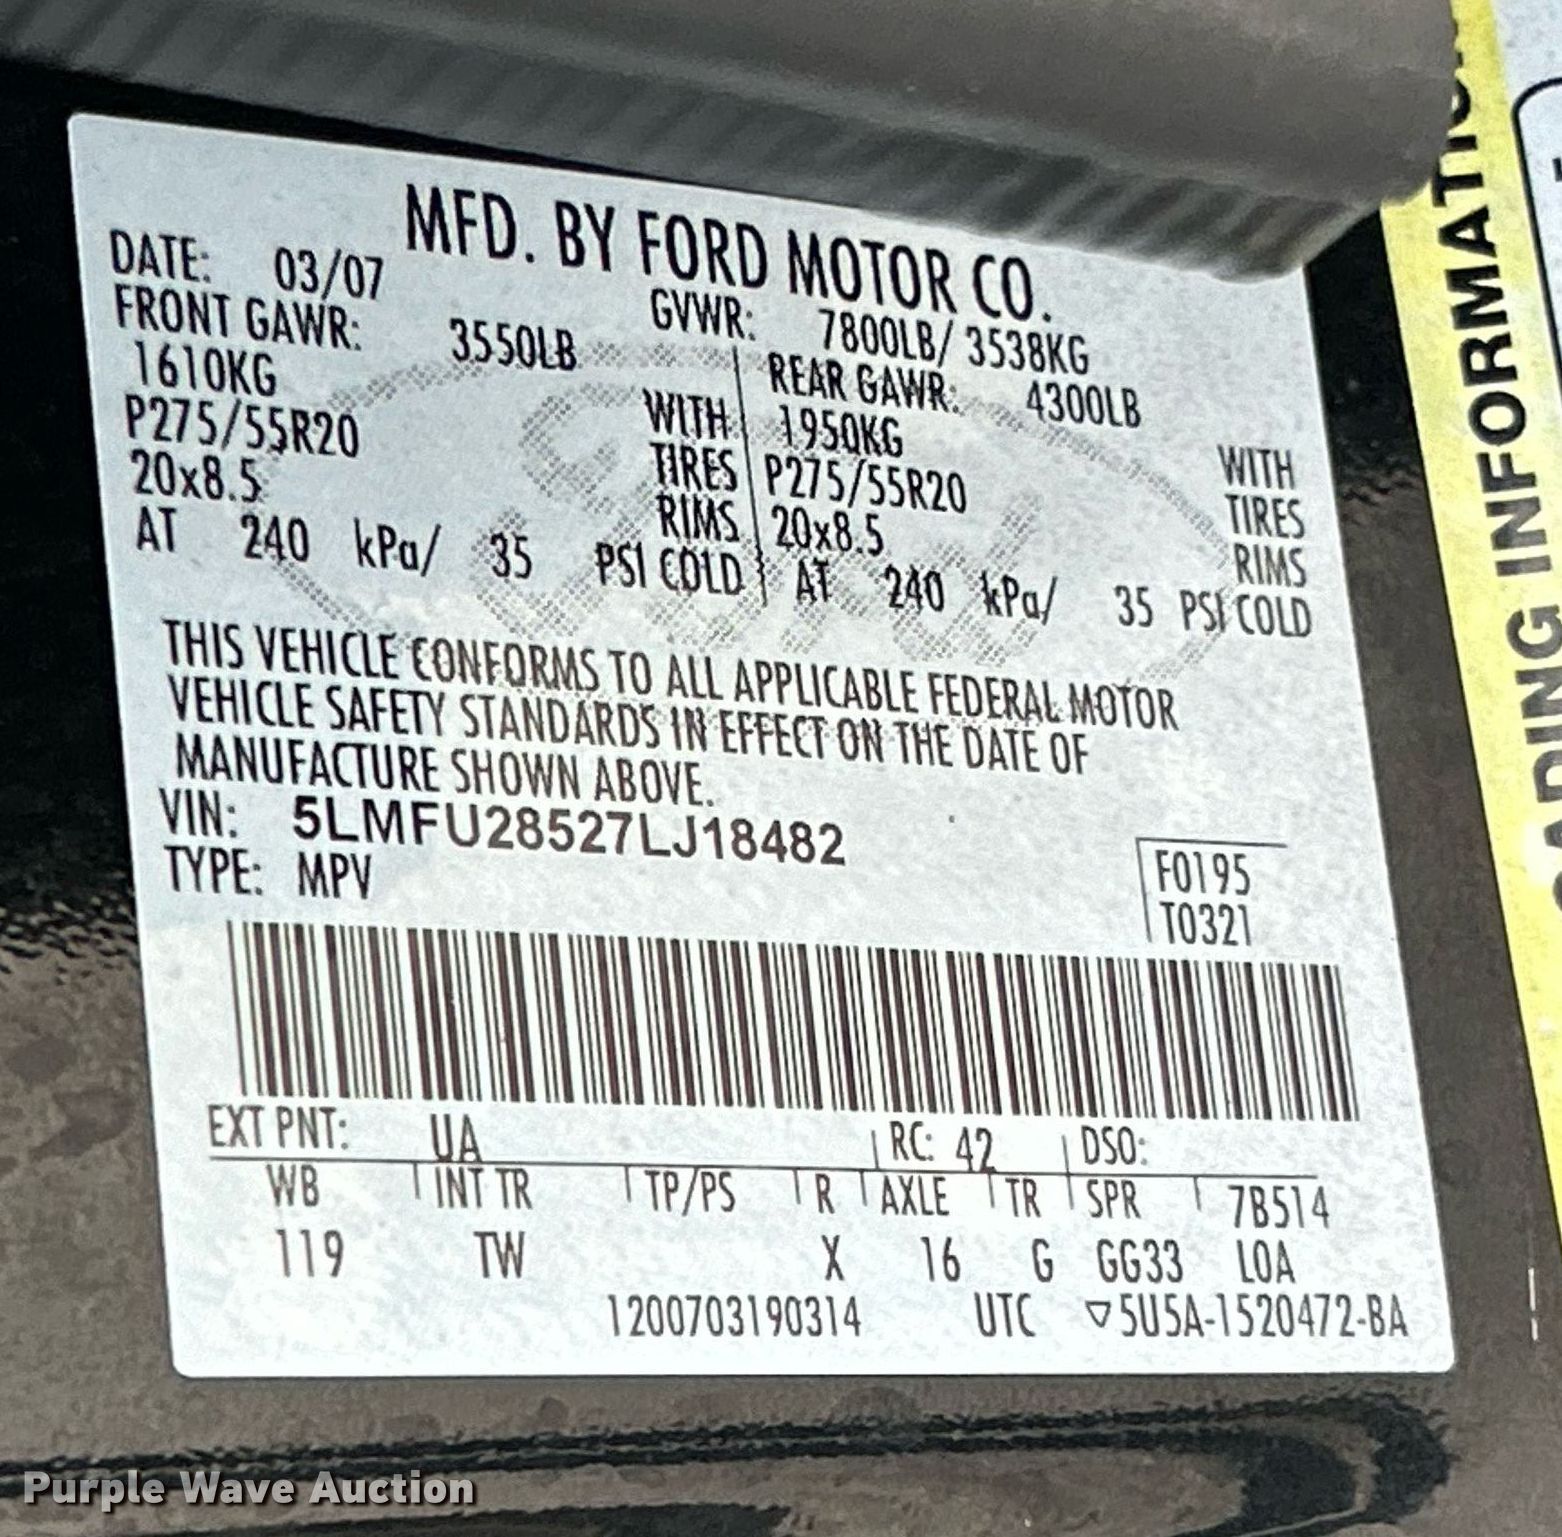 MFD. BY FORD MOTOR CO.
DATE: 03/07 GVWR: 7800LB/ 3538KG
FRONT GAWR: 3550LB REAR GAWR: 4300LB
1610KG WITH 1950KG WITH
P275/55R20 TIRES P275/55R20 TIRES
20x8.5 RIMS 20x8.5 RIMS
AT 240 kPa/ 35 PSI COLD AT 240 kPa/ 35 PSI COLD
THIS VEHICLE CONFORMS TO ALL APPLICABLE FEDERAL MOTOR
VEHICLE SAFETY STANDARDS IN EFFECT ON THE DATE OF
MANUFACTURE SHOWN ABOVE.
VIN: 5LMFU28527LJ18482
TYPE: MPV
F0195
T0321
EXT PNT: UA RC: 42 DSO:
WB INT TR TP/PS R AXLE TR SPR 7B514
119 TW X 16 G GG33 LOA
1200703190314 UTC ▽5U5A-1520472-BA
INFORMATIO
Purple Wave Auction